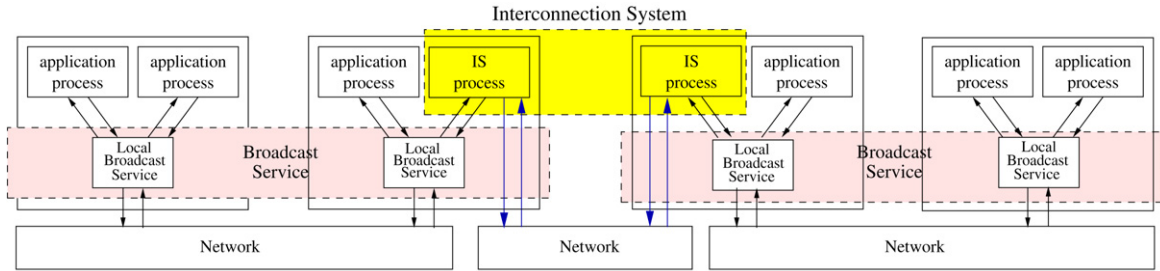 Interconnection System
application
process
application
process
application
process
IS
process
IS
process
application
process
application
process
application
process
Local
Broadcast
Service
Broadcast
Service
Local
Broadcast
Service
Local
Broadcast
Service
Broadcast
Service
Local
Broadcast
Service
Network
Network
Network